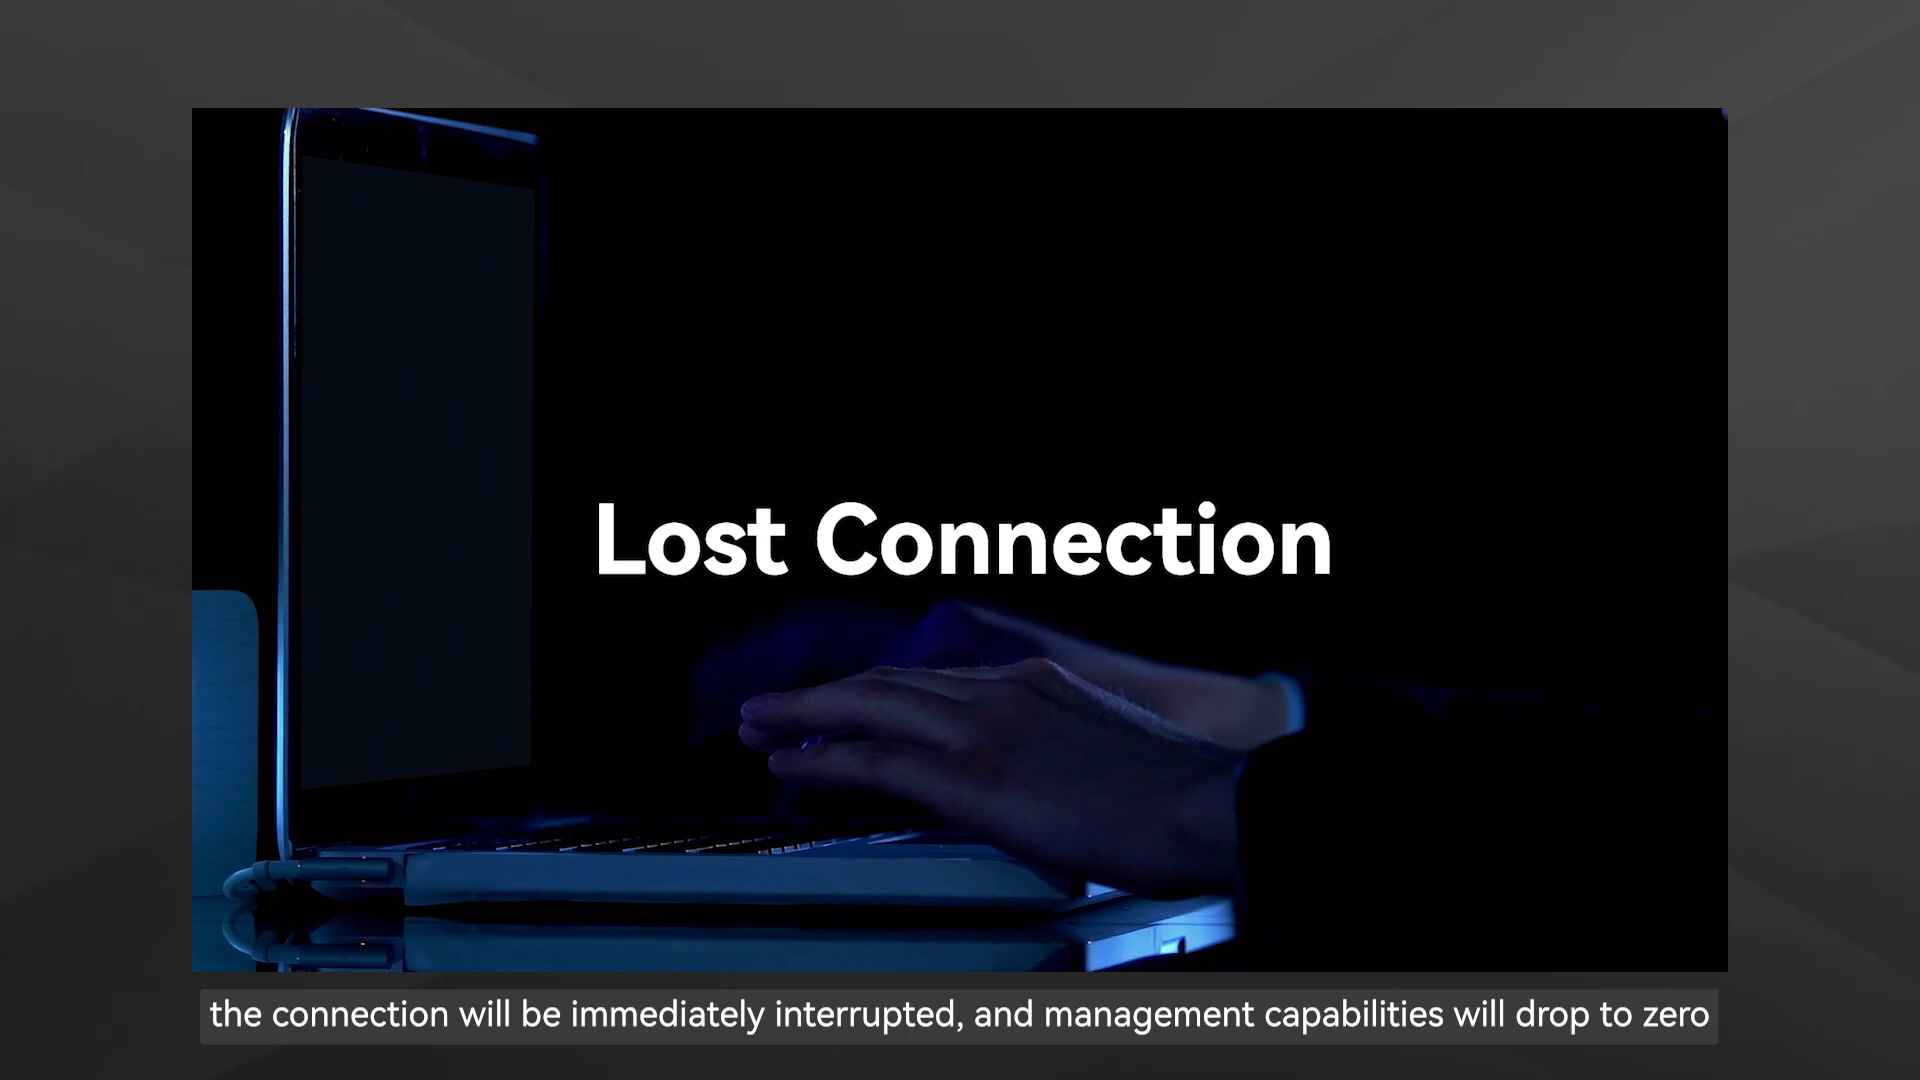 Lost Connection
the connection will be immediately interrupted, and management capabilities will drop to zero